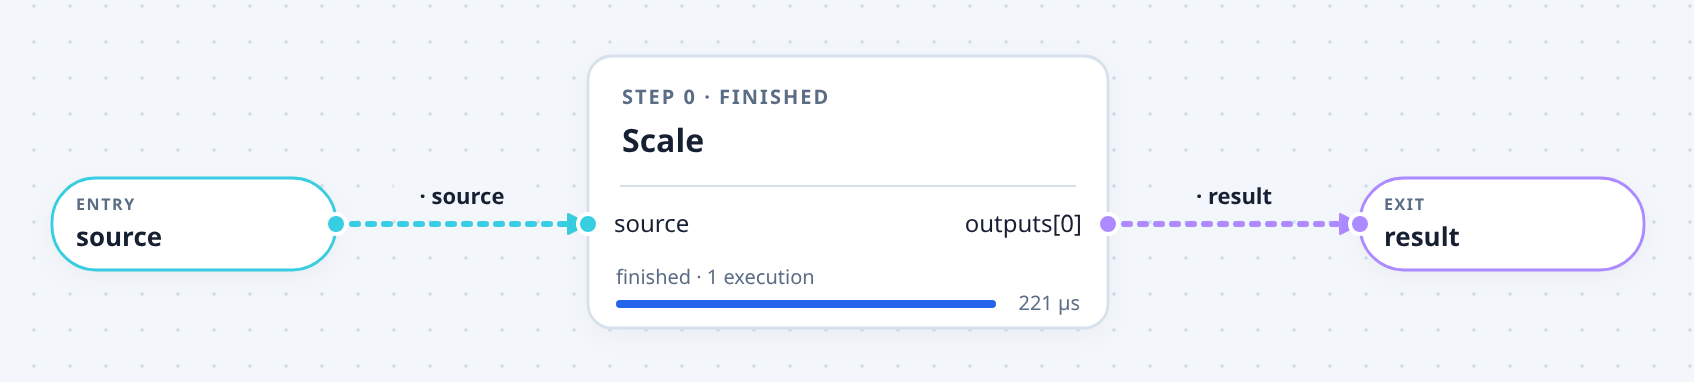 ENTRY
source
· source
STEP 0 · FINISHED
Scale
source
outputs[0]
finished · 1 execution
221 µs
· result
EXIT
result